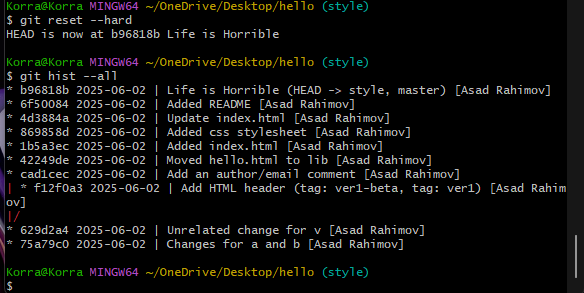 Korra@Korra MINGW64 ~/OneDrive/Desktop/hello (style)
$ git reset --hard
HEAD is now at b96818b Life is Horrible
Korra@Korra MINGW64 ~/OneDrive/Desktop/hello (style)
$ git hist --all
* b96818b 2025-06-02 | Life is Horrible (HEAD -> style, master) [Asad Rahimov]
* 6f50084 2025-06-02 | Added README [Asad Rahimov]
* 4d3884a 2025-06-02 | Update index.html [Asad Rahimov]
* 869858d 2025-06-02 | Added css stylesheet [Asad Rahimov]
* 1b5a3ec 2025-06-02 | Added index.html [Asad Rahimov]
* 42249de 2025-06-02 | Moved hello.html to lib [Asad Rahimov]
* cad1cec 2025-06-02 | Add an author/email comment [Asad Rahimov]
| * f12f0a3 2025-06-02 | Add HTML header (tag: ver1-beta, tag: ver1) [Asad Rahim
ov]
|/
* 629d2a4 2025-06-02 | Unrelated change for v [Asad Rahimov]
* 75a79c0 2025-06-02 | Changes for a and b [Asad Rahimov]
Korra@Korra MINGW64 ~/OneDrive/Desktop/hello (style)
$